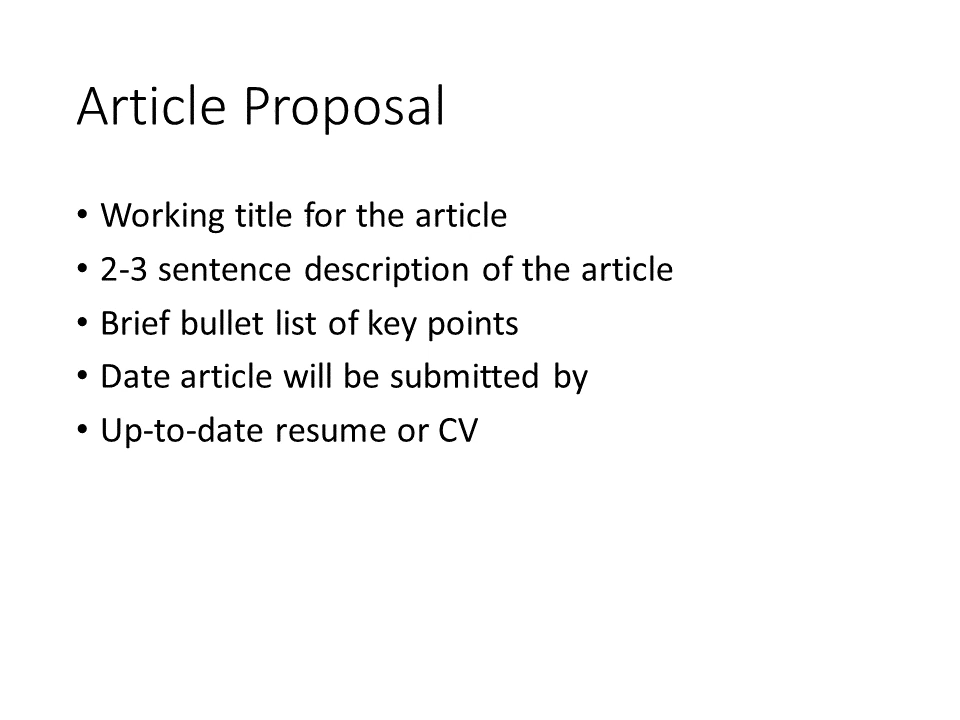 Article Proposal
• Working title for the article
• 2-3 sentence description of the article
• Brief bullet list of key points
• Date article will be submitted by
• Up-to-date resume or CV